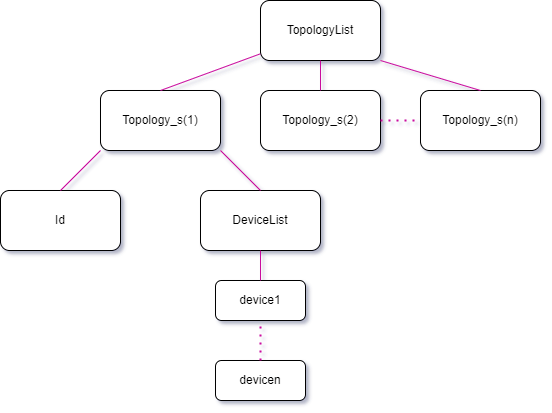 TopologyList
Topology_s(1)
Topology_s(2)
Topology_s(n)
Id
DeviceList
device1
devicen